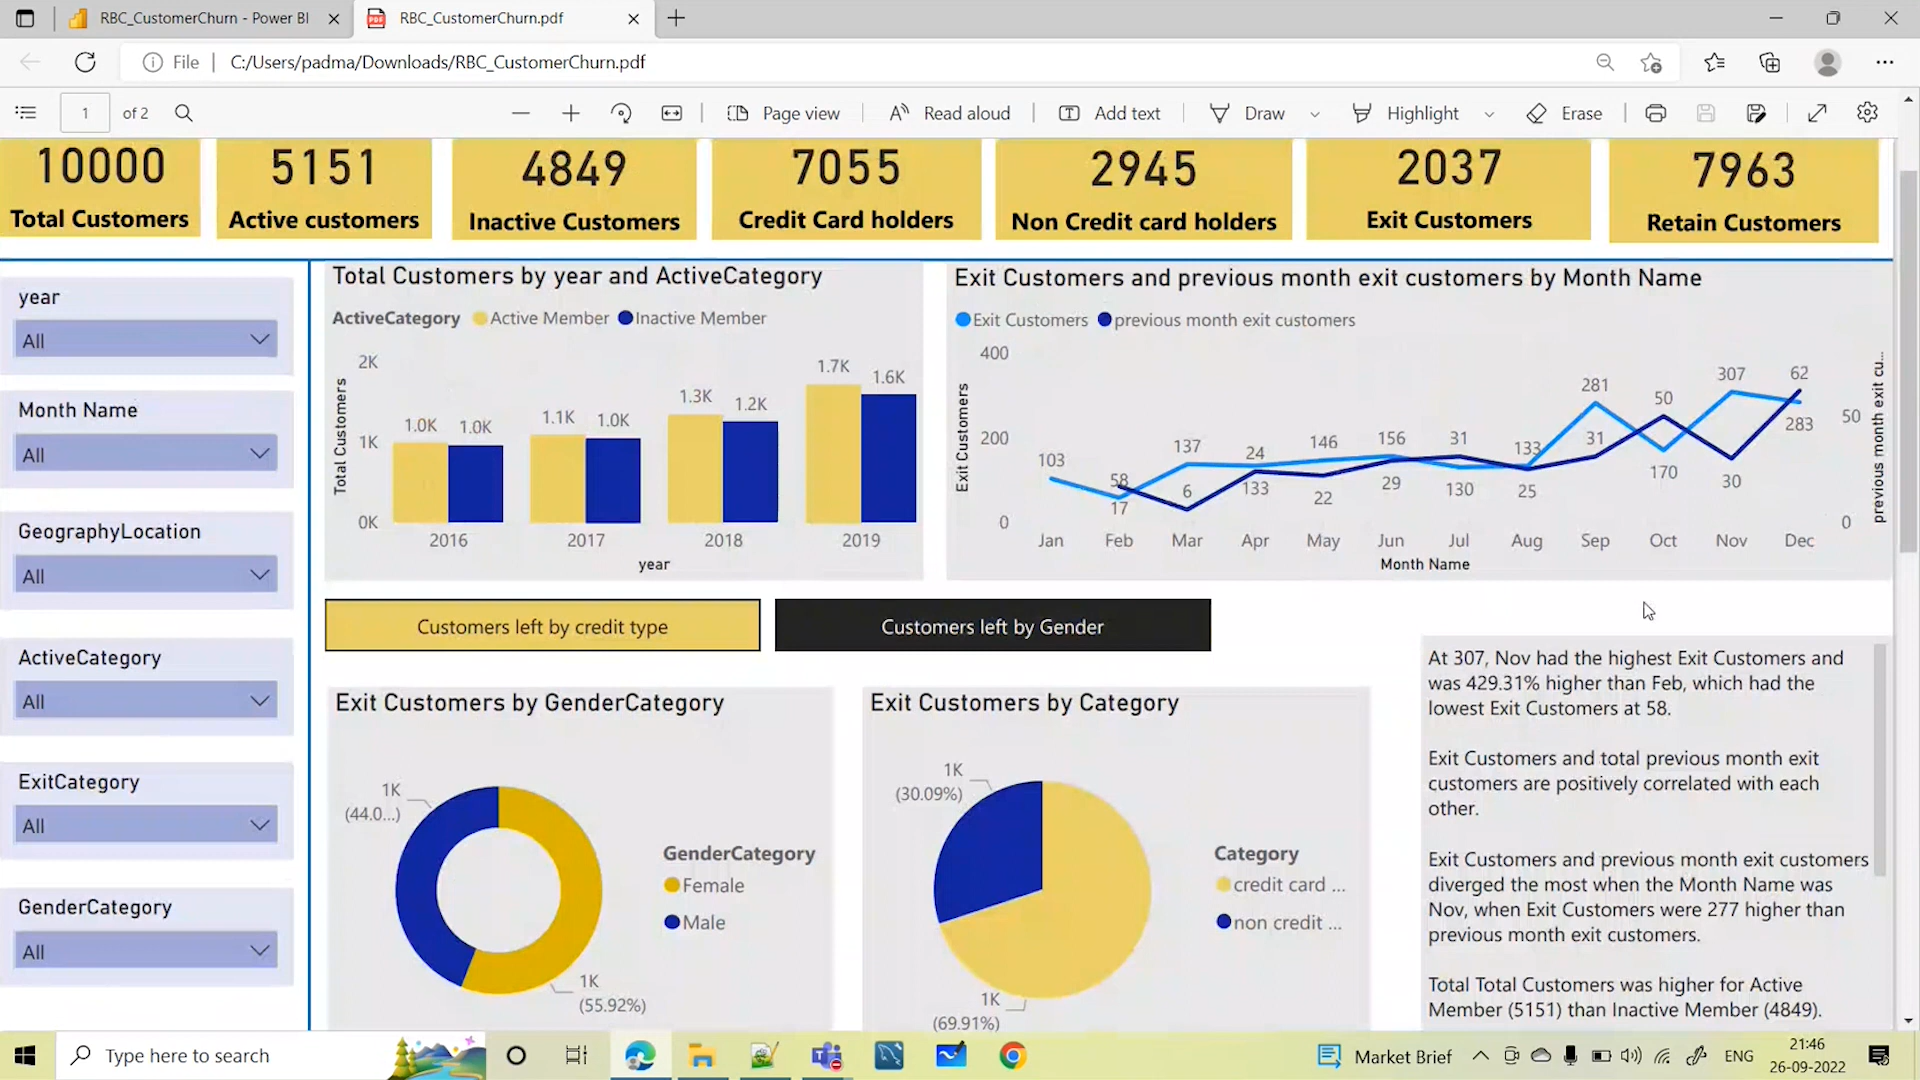 RBC_CustomerChurn - Power BI
RBC_CustomerChurn.pdf
File
C:/Users/padma/Downloads/RBC_CustomerChurn.pdf
1
of 2
Page view
Read aloud
Add text
Draw
Highlight
Erase
10000
Total Customers
5151
Active customers
4849
Inactive Customers
7055
Credit Card holders
2945
Non Credit card holders
2037
Exit Customers
7963
Retain Customers
year
All
Month Name
All
GeographyLocation
All
ActiveCategory
All
ExitCategory
All
GenderCategory
All
Total Customers by year and ActiveCategory
ActiveCategory Active Member Inactive Member
Total Customers
2K
1K
0K
1.0K
1.0K
1.1K
1.0K
1.3K
1.2K
1.7K
1.6K
2016
2017
2018
2019
year
Exit Customers and previous month exit customers by Month Name
Exit Customers previous month exit customers
Exit Customers
400
200
0
103
58
17
137
6
24
133
146
22
156
29
31
130
133
25
281
31
50
170
307
30
62
283
50
0
previous month exit cu...
Jan
Feb
Mar
Apr
May
Jun
Jul
Aug
Sep
Oct
Nov
Dec
Month Name
Customers left by credit type
Customers left by Gender
Exit Customers by GenderCategory
1K
(44.0...)
1K
(55.92%)
GenderCategory
Female
Male
Exit Customers by Category
1K
(30.09%)
1K
(69.91%)
Category
credit card ...
non credit ...
At 307, Nov had the highest Exit Customers and
was 429.31% higher than Feb, which had the
lowest Exit Customers at 58.
Exit Customers and total previous month exit
customers are positively correlated with each
other.
Exit Customers and previous month exit customers
diverged the most when the Month Name was
Nov, when Exit Customers were 277 higher than
previous month exit customers.
Total Total Customers was higher for Active
Member (5151) than Inactive Member (4849).
Type here to search
Market Brief
ENG
21:46
26-09-2022